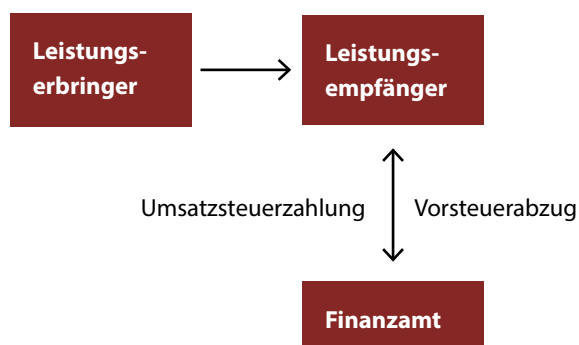 Leistungs-
erbringer
Leistungs-
empfänger
Umsatzsteuerzahlung
Vorsteuerabzug
Finanzamt